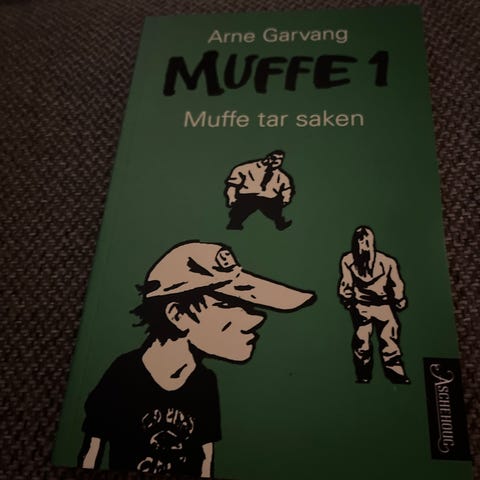 Arne Garvang
MUFFE 1
Muffe tar saken
ASCHEHOUG